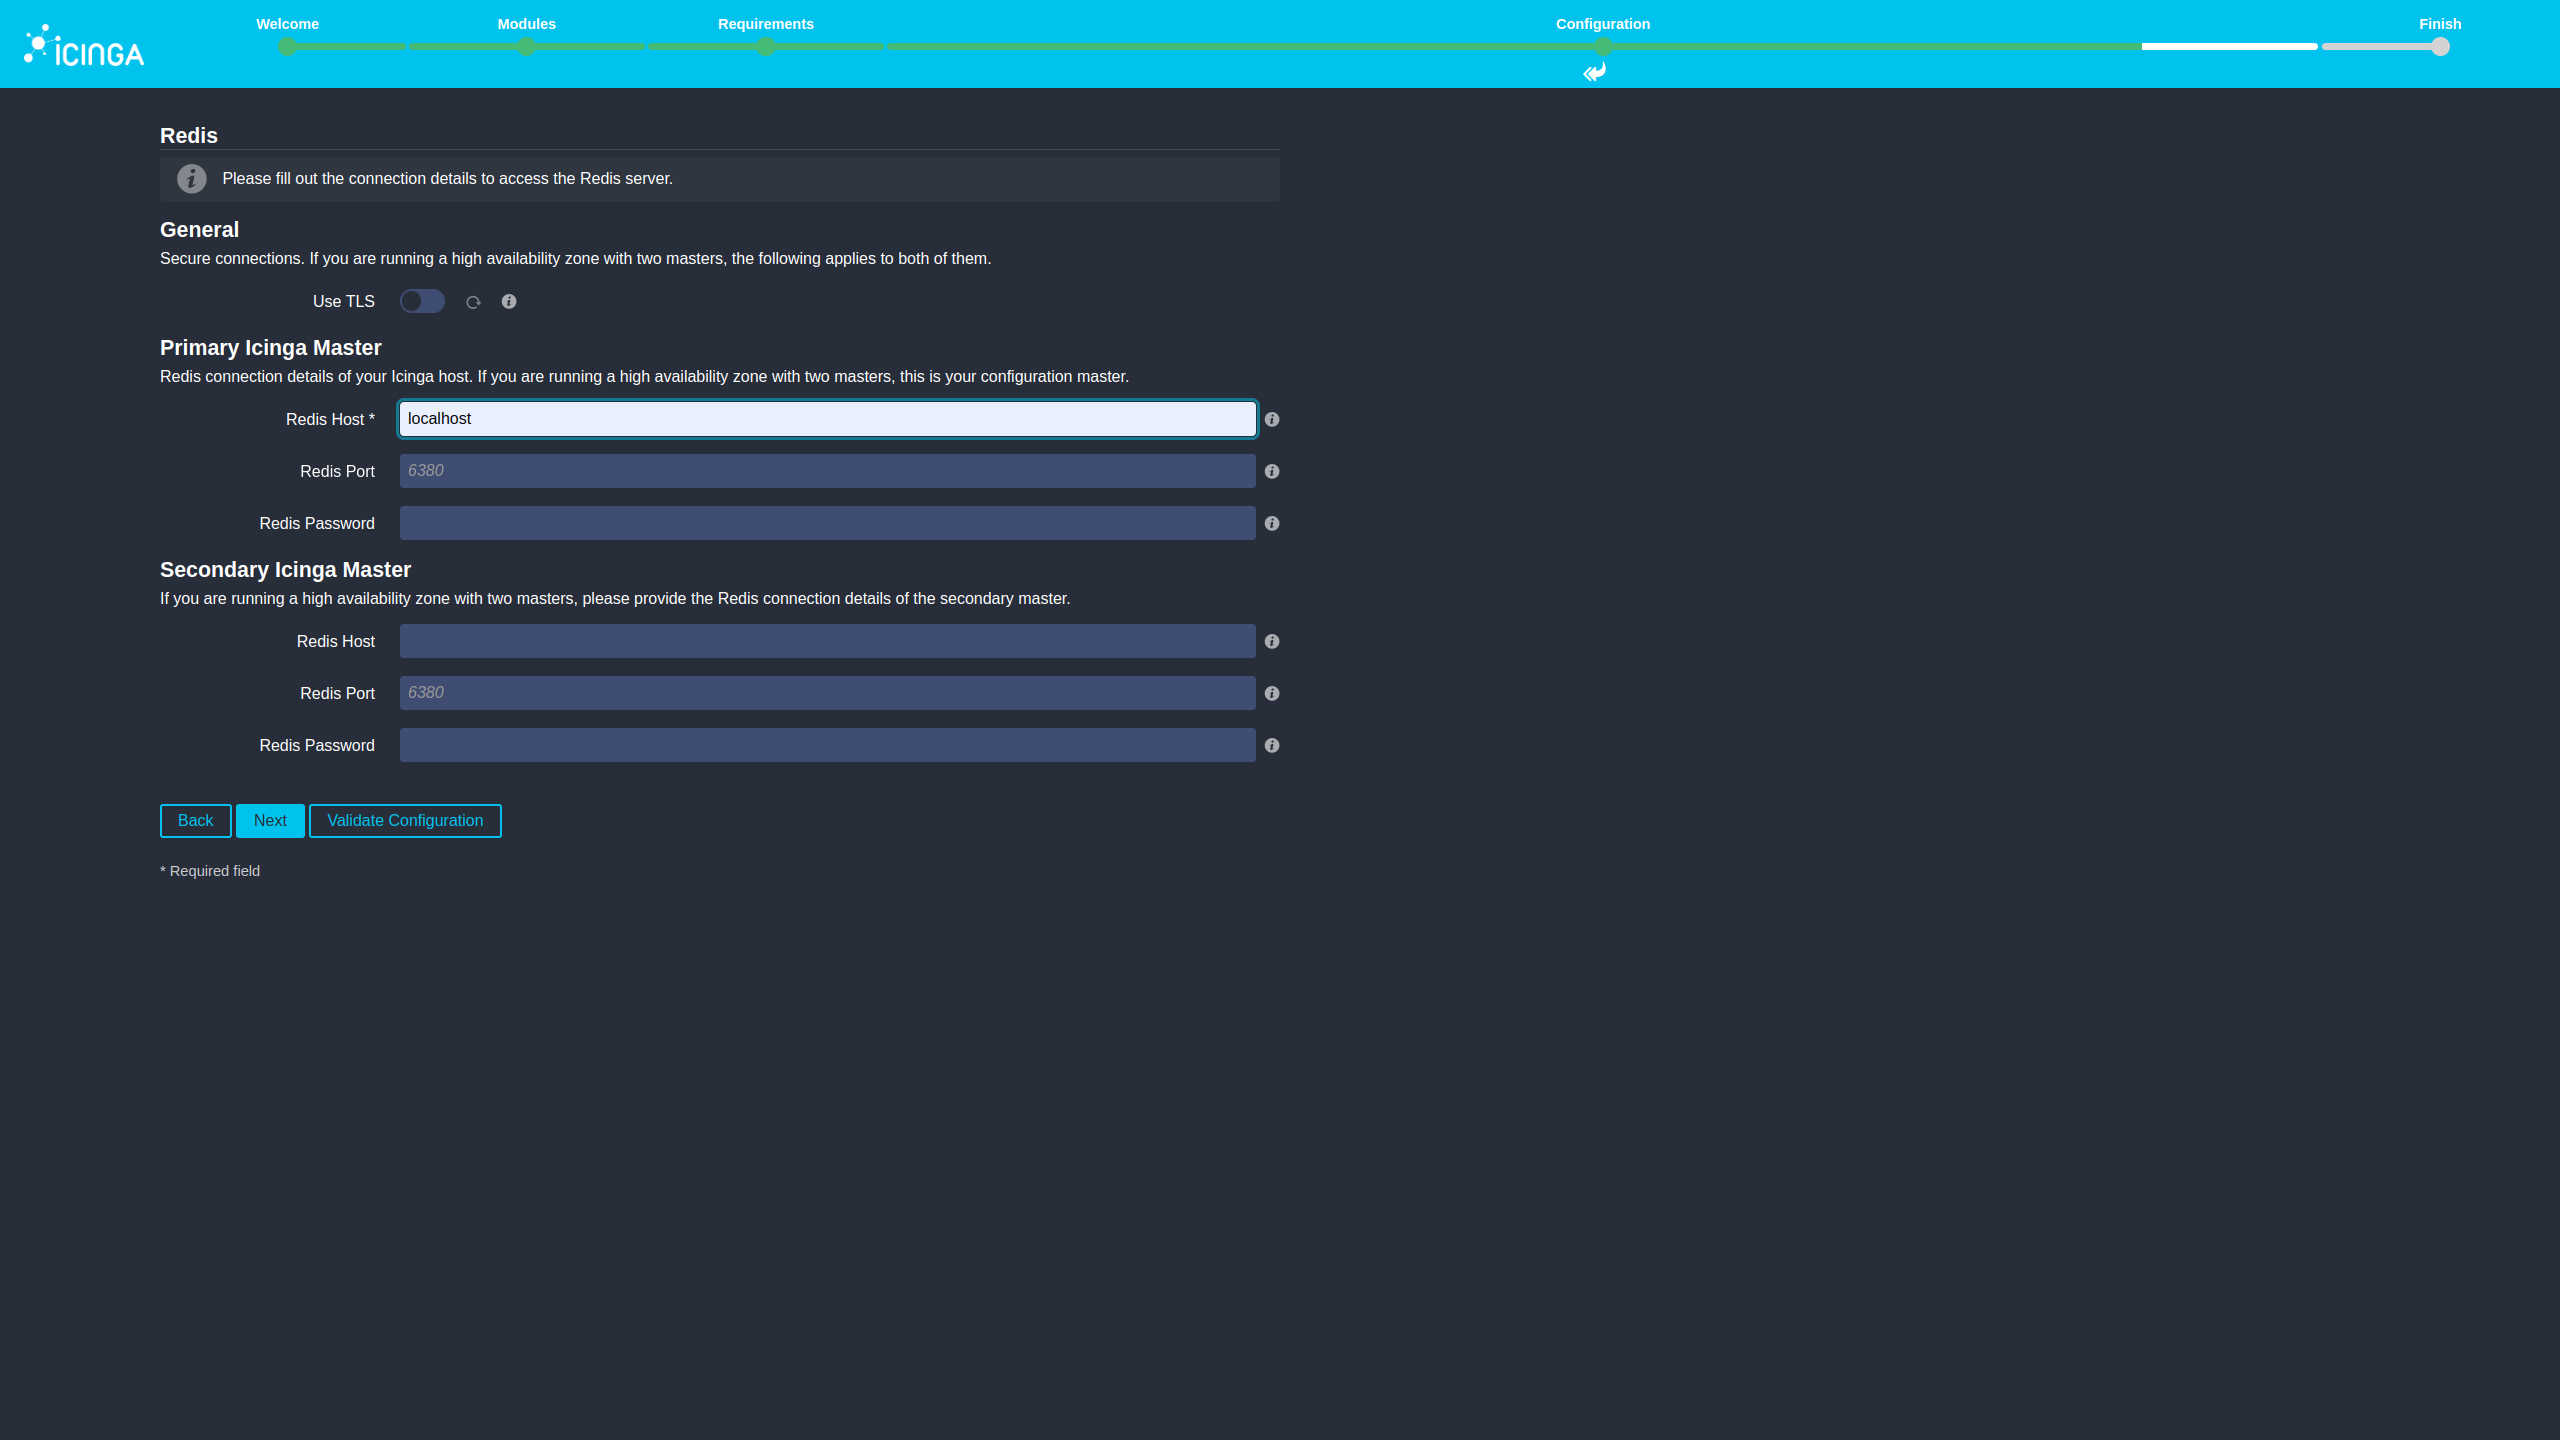 Welcome
Modules
Requirements
Configuration
Finish
ICINGA
Redis
Please fill out the connection details to access the Redis server.
General
Secure connections. If you are running a high availability zone with two masters, the following applies to both of them.
Use TLS
Primary Icinga Master
Redis connection details of your Icinga host. If you are running a high availability zone with two masters, this is your configuration master.
Redis Host * localhost
Redis Port 6380
Redis Password
Secondary Icinga Master
If you are running a high availability zone with two masters, please provide the Redis connection details of the secondary master.
Redis Host
Redis Port 6380
Redis Password
Back Next Validate Configuration
* Required field